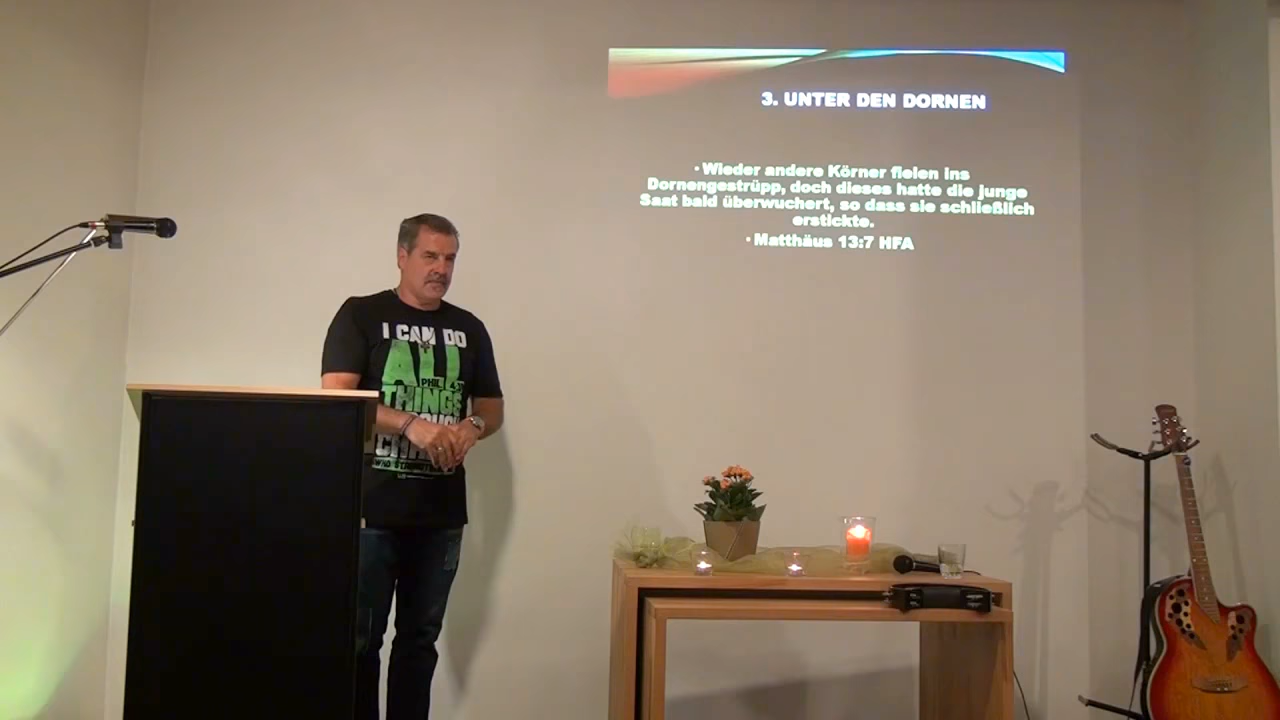 3. UNTER DEN DORNEN
• Wieder andere Körner fielen ins
Dornengestrüpp, doch dieses hatte die junge
Saat bald überwuchert, so dass sie schließlich
erstickte.
• Matthäus 13:7 HFA
I CAN DO
ALL
PHIL
THINGS